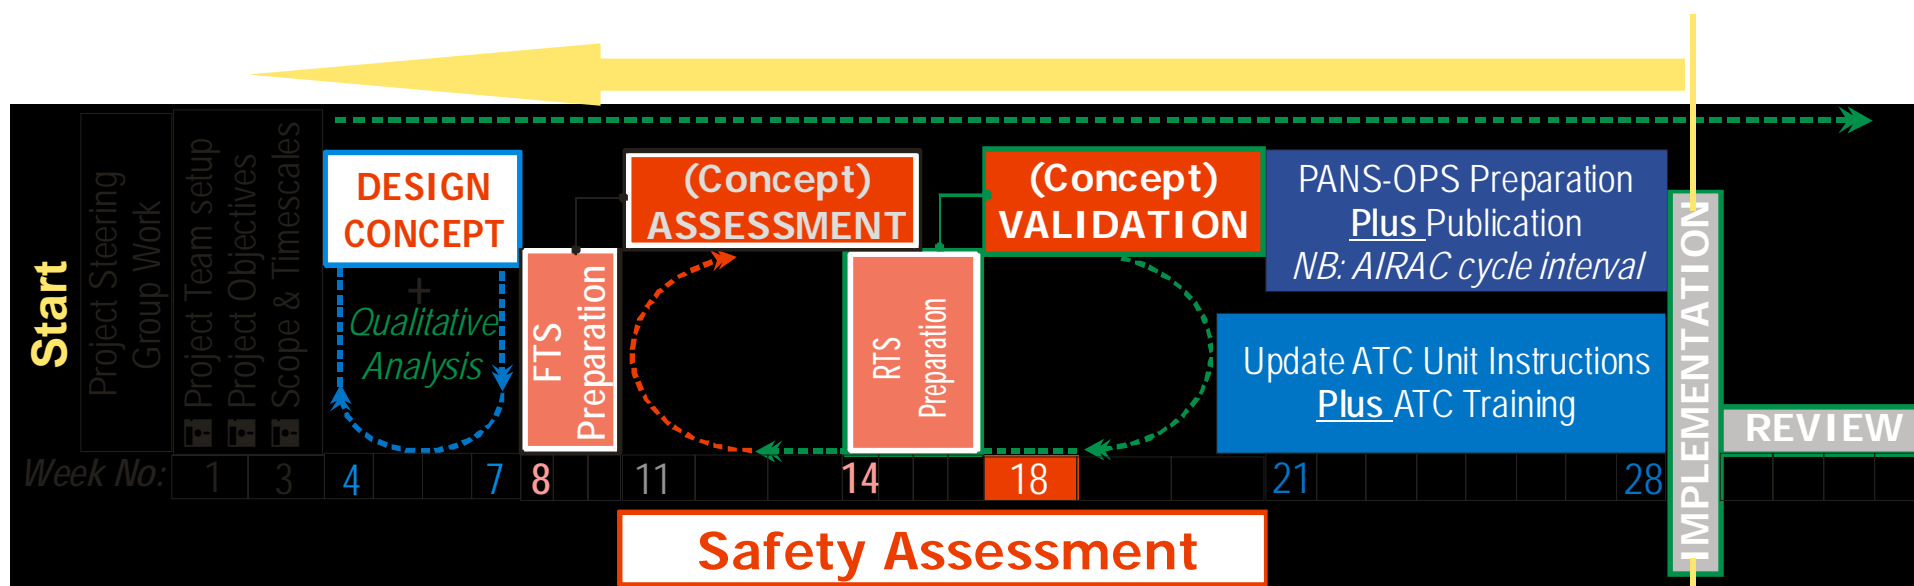 Start
Project Steering
Group Work
Project Team setup
Project Objectives
Scope & Timescales
DESIGN
CONCEPT
+
Qualitative
Analysis
FTS
Preparation
(Concept)
ASSESSMENT
RTS
Preparation
(Concept)
VALIDATION
PANS-OPS Preparation
Plus Publication
NB: AIRAC cycle interval
Update ATC Unit Instructions
Plus ATC Training
IMPLEMENTATION
REVIEW
Week No: 1 3 4 7 8 11 14 18 21 28
Safety Assessment